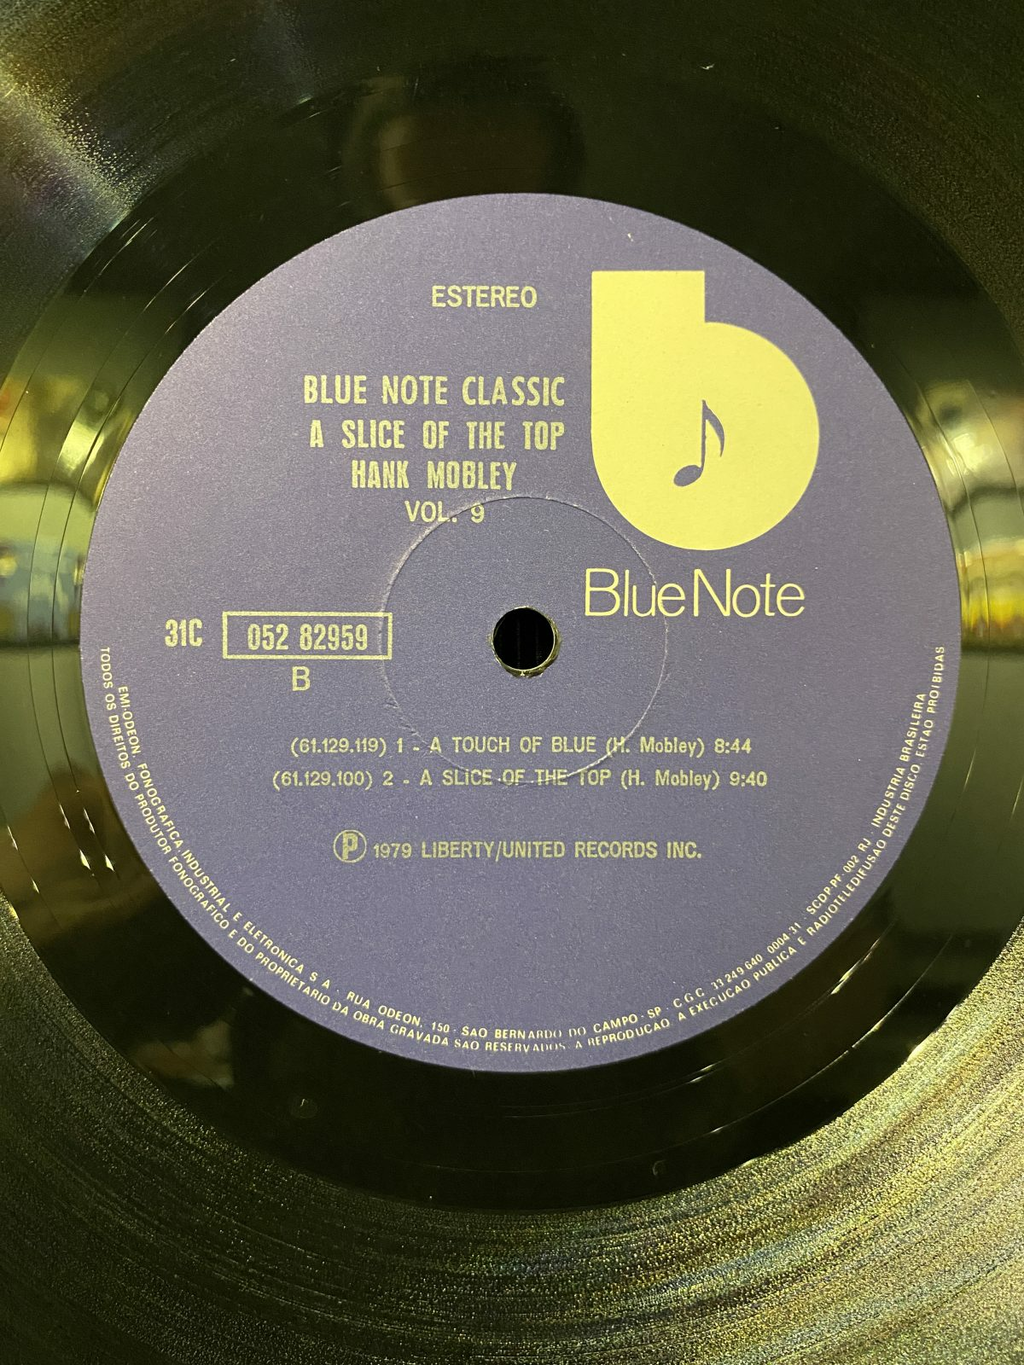 ESTEREO
BLUE NOTE CLASSIC
A SLICE OF THE TOP
HANK MOBLEY
VOL. 9
Blue Note
31C 052 82959
B
(61.129.119) 1 - A TOUCH OF BLUE (H. Mobley) 8:44
(61.129.100) 2 - A SLICE OF THE TOP (H. Mobley) 9:40
Ⓟ 1979 LIBERTY/UNITED RECORDS INC.
EMI-ODEON, FONOGRAFICA INDUSTRIAL E ELETRONICA S A . RUA ODEON, 150 - SAO BERNARDO DO CAMPO - SP - C G C 33 249 640 0004 31 - SCDP PF 002 RJ - INDUSTRIA BRASILEIRA
TODOS OS DIREITOS DO PRODUTOR FONOGRAFICO E DO PROPRIETARIO DA OBRA GRAVADA SAO RESERVADOS. A REPRODUCAO A EXECUCAO PUBLICA E RADIOTELEDIFUSAO DESTE DISCO ESTAO PROIBIDAS